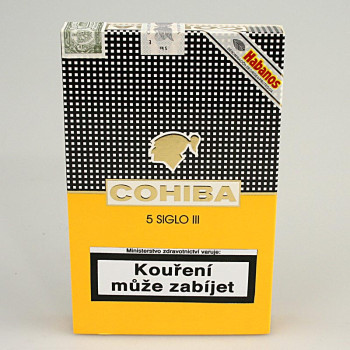 Habanos
COHIBA
5 SIGLO III
Ministerstvo zdravotnictví varuje:
Kouření
může zabíjet